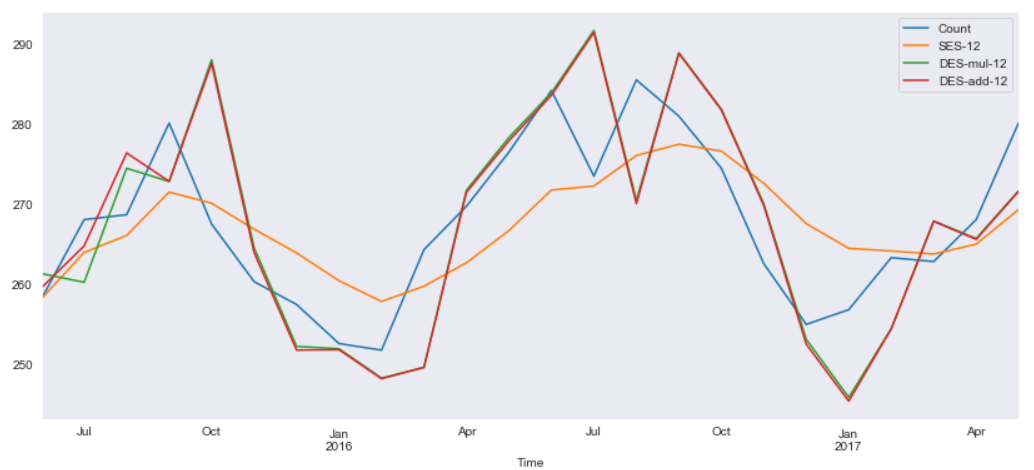 290
280
270
260
250
Count
SES-12
DES-mul-12
DES-add-12
Jul
Oct
Jan
2016
Apr
Jul
Oct
Jan
2017
Apr
Time